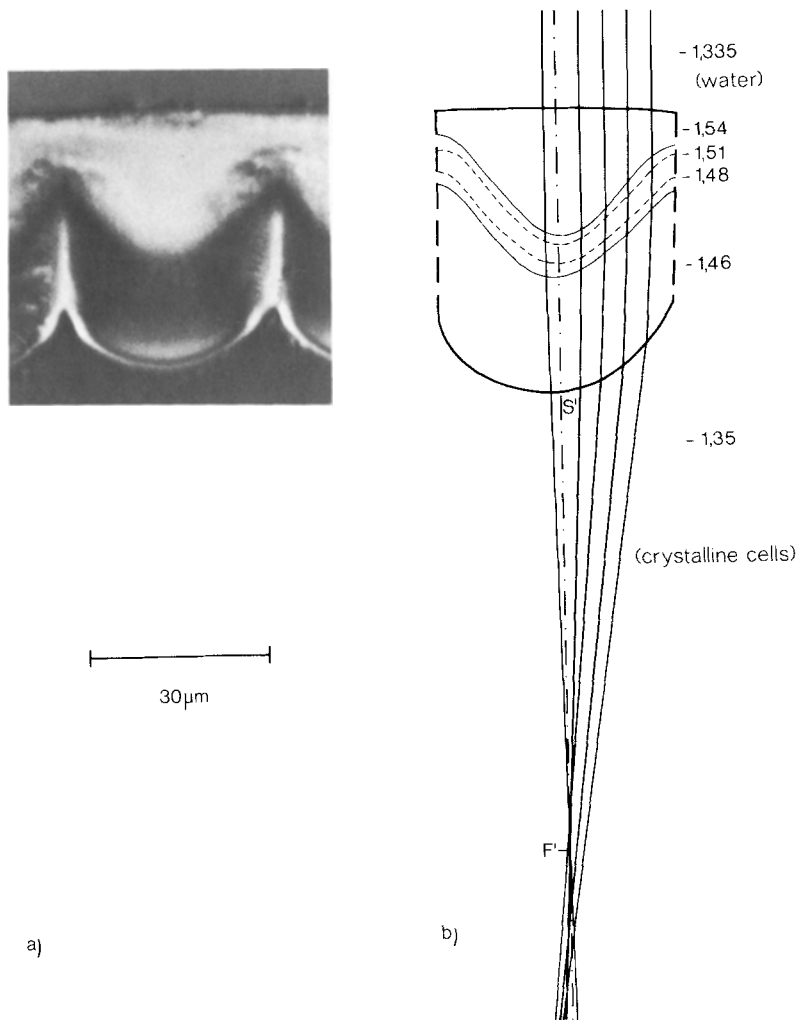 - 1,335
(water)
- 1,54
- 1,51
- 1,48
- 1,46
S'
- 1,35
(crystalline cells)
30µm
F'
a)
b)